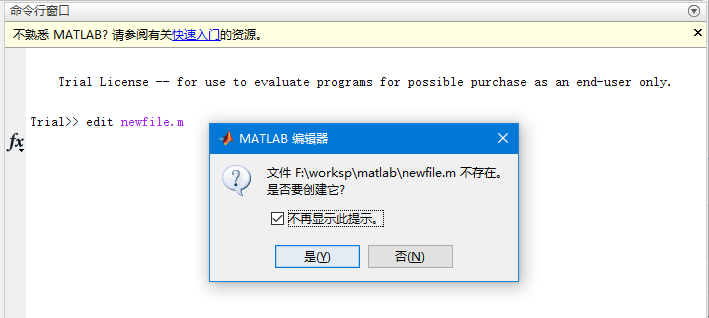 命令行窗口
不熟悉 MATLAB? 请参阅有关快速入门的资源。
Trial License -- for use to evaluate programs for possible purchase as an end-user only.
Trial>> edit newfile.m
fx
MATLAB 编辑器
文件 F:\worksp\matlab\newfile.m 不存在。
是否要创建它?
不再显示此提示。
是(Y)
否(N)